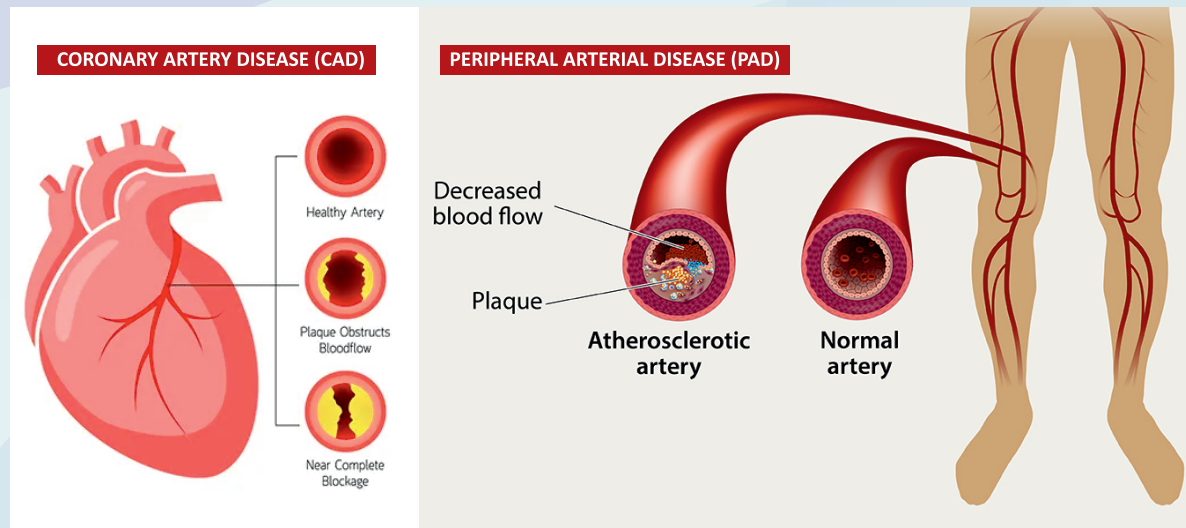 CORONARY ARTERY DISEASE (CAD)
Healthy Artery
Plaque Obstructs
Bloodflow
Near Complete
Blockage
PERIPHERAL ARTERIAL DISEASE (PAD)
Decreased
blood flow
Plaque
Atherosclerotic
artery
Normal
artery